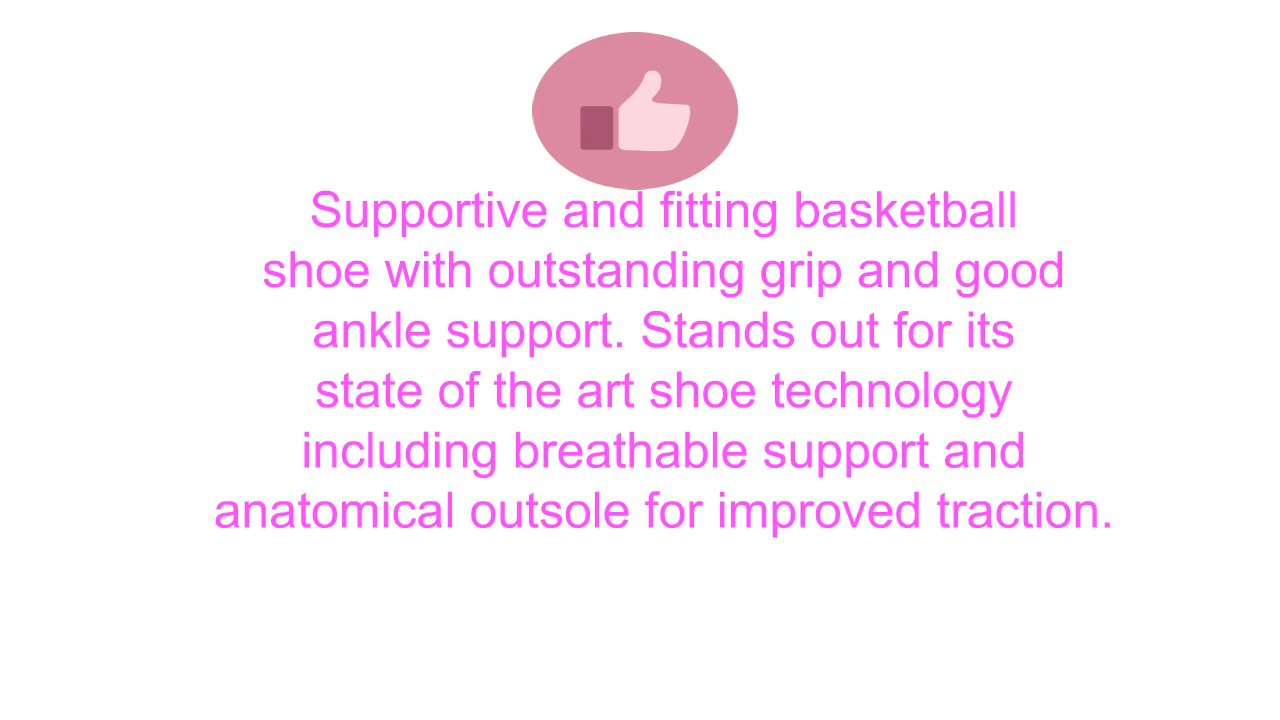 Supportive and fitting basketball
shoe with outstanding grip and good
ankle support. Stands out for its
state of the art shoe technology
including breathable support and
anatomical outsole for improved traction.